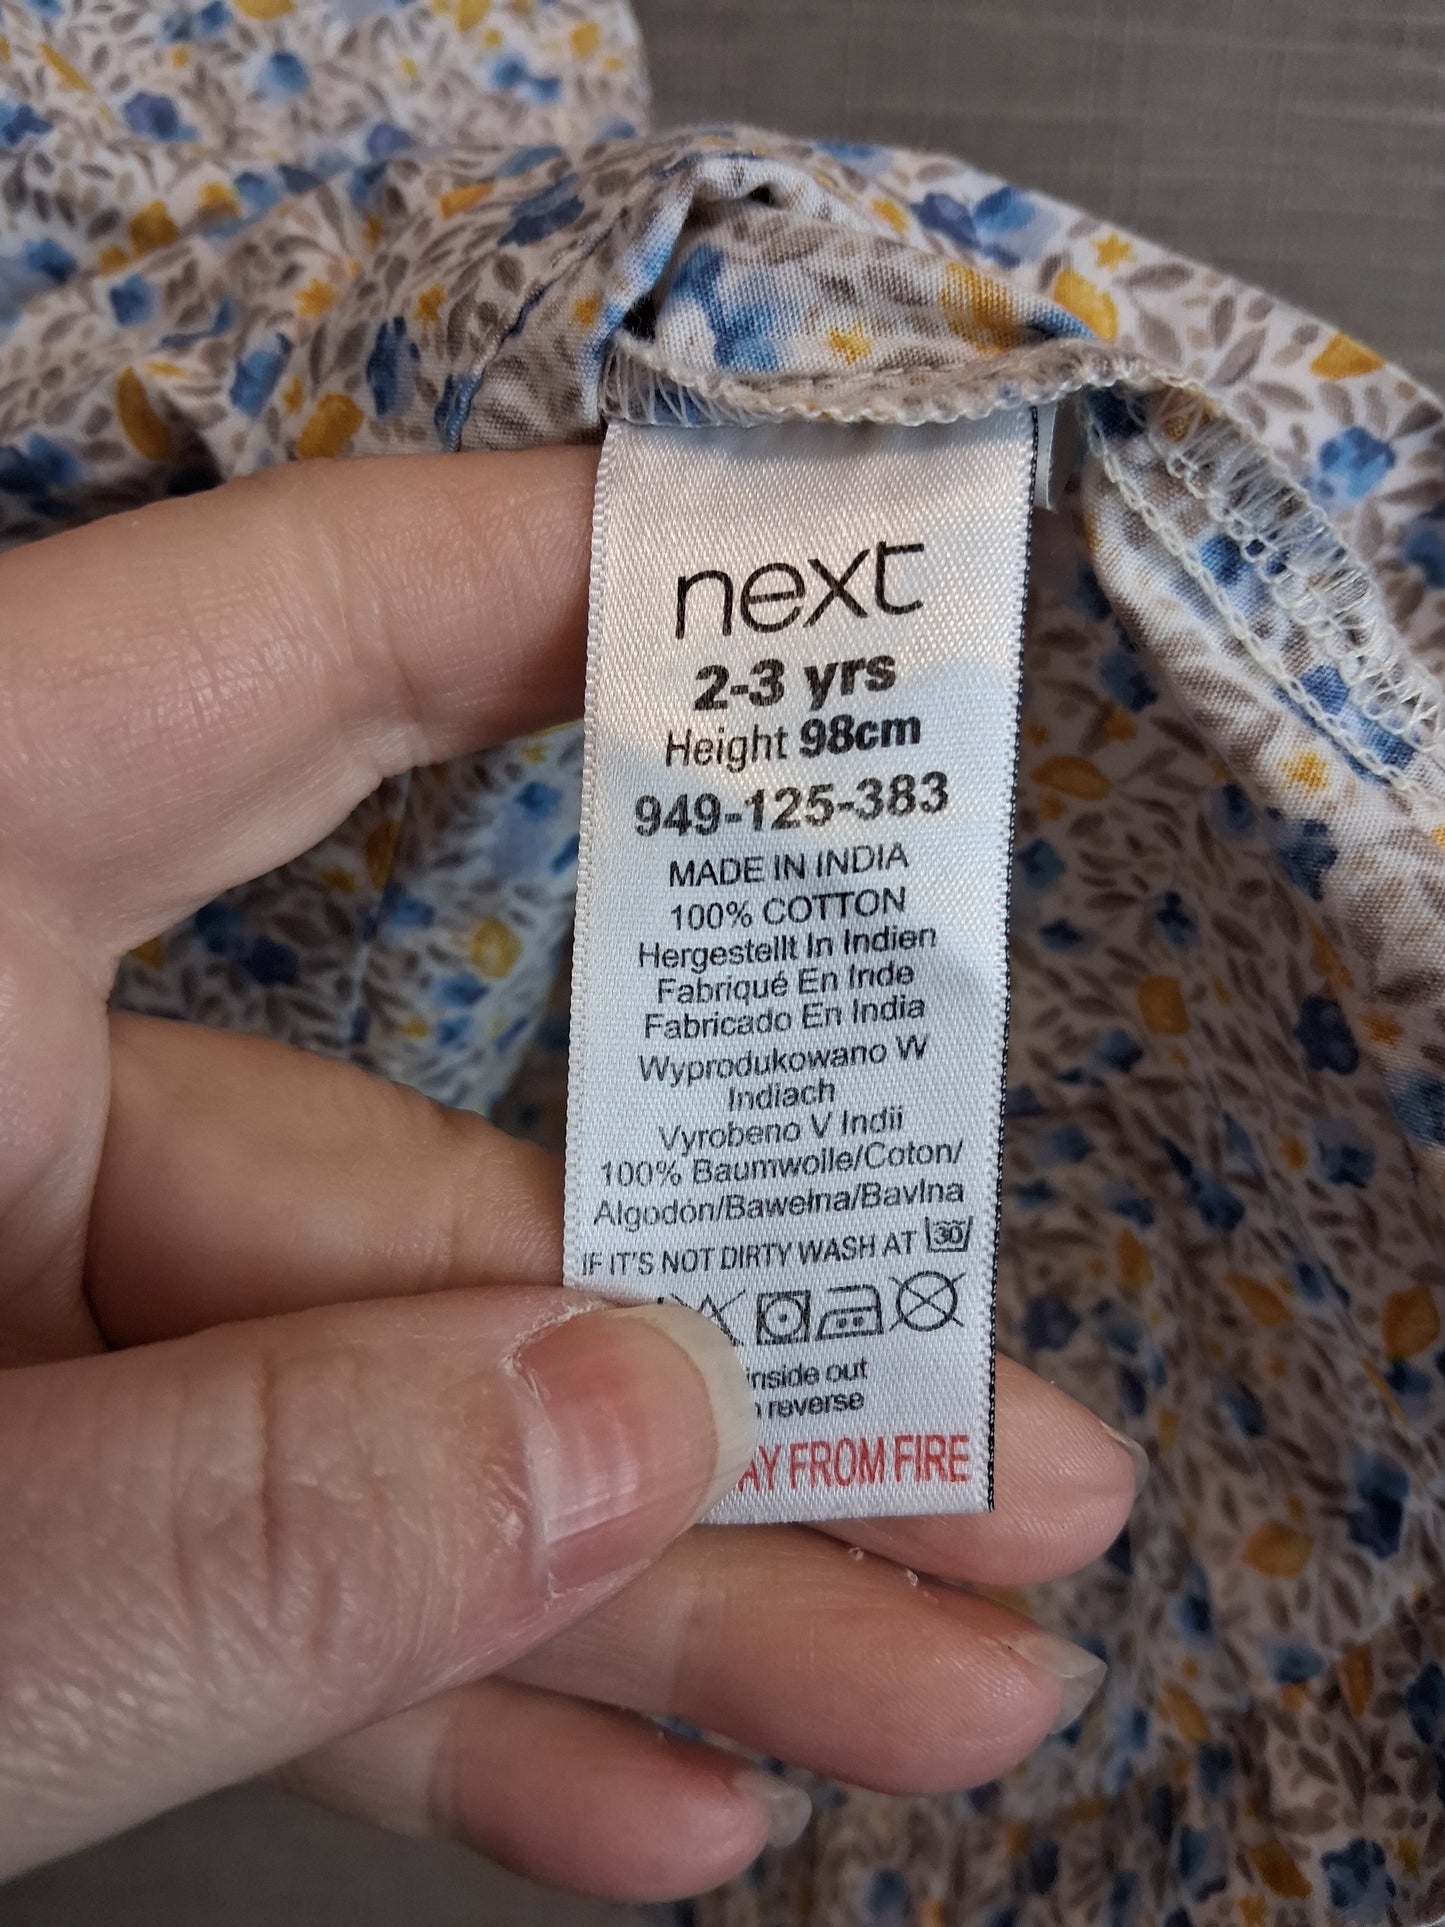 next
2-3 yrs
Height 98cm
949-125-383
MADE IN INDIA
100% COTTON
Hergestellt In Indien
Fabriqué En Inde
Fabricado En India
Wyprodukowano W
Indiach
Vyrobeno V Indii
100% Baumwolle/Coton/
Algodón/Bawełna/Bavlna
IF IT'S NOT DIRTY WASH AT 30
inside out
reverse
FROM FIRE